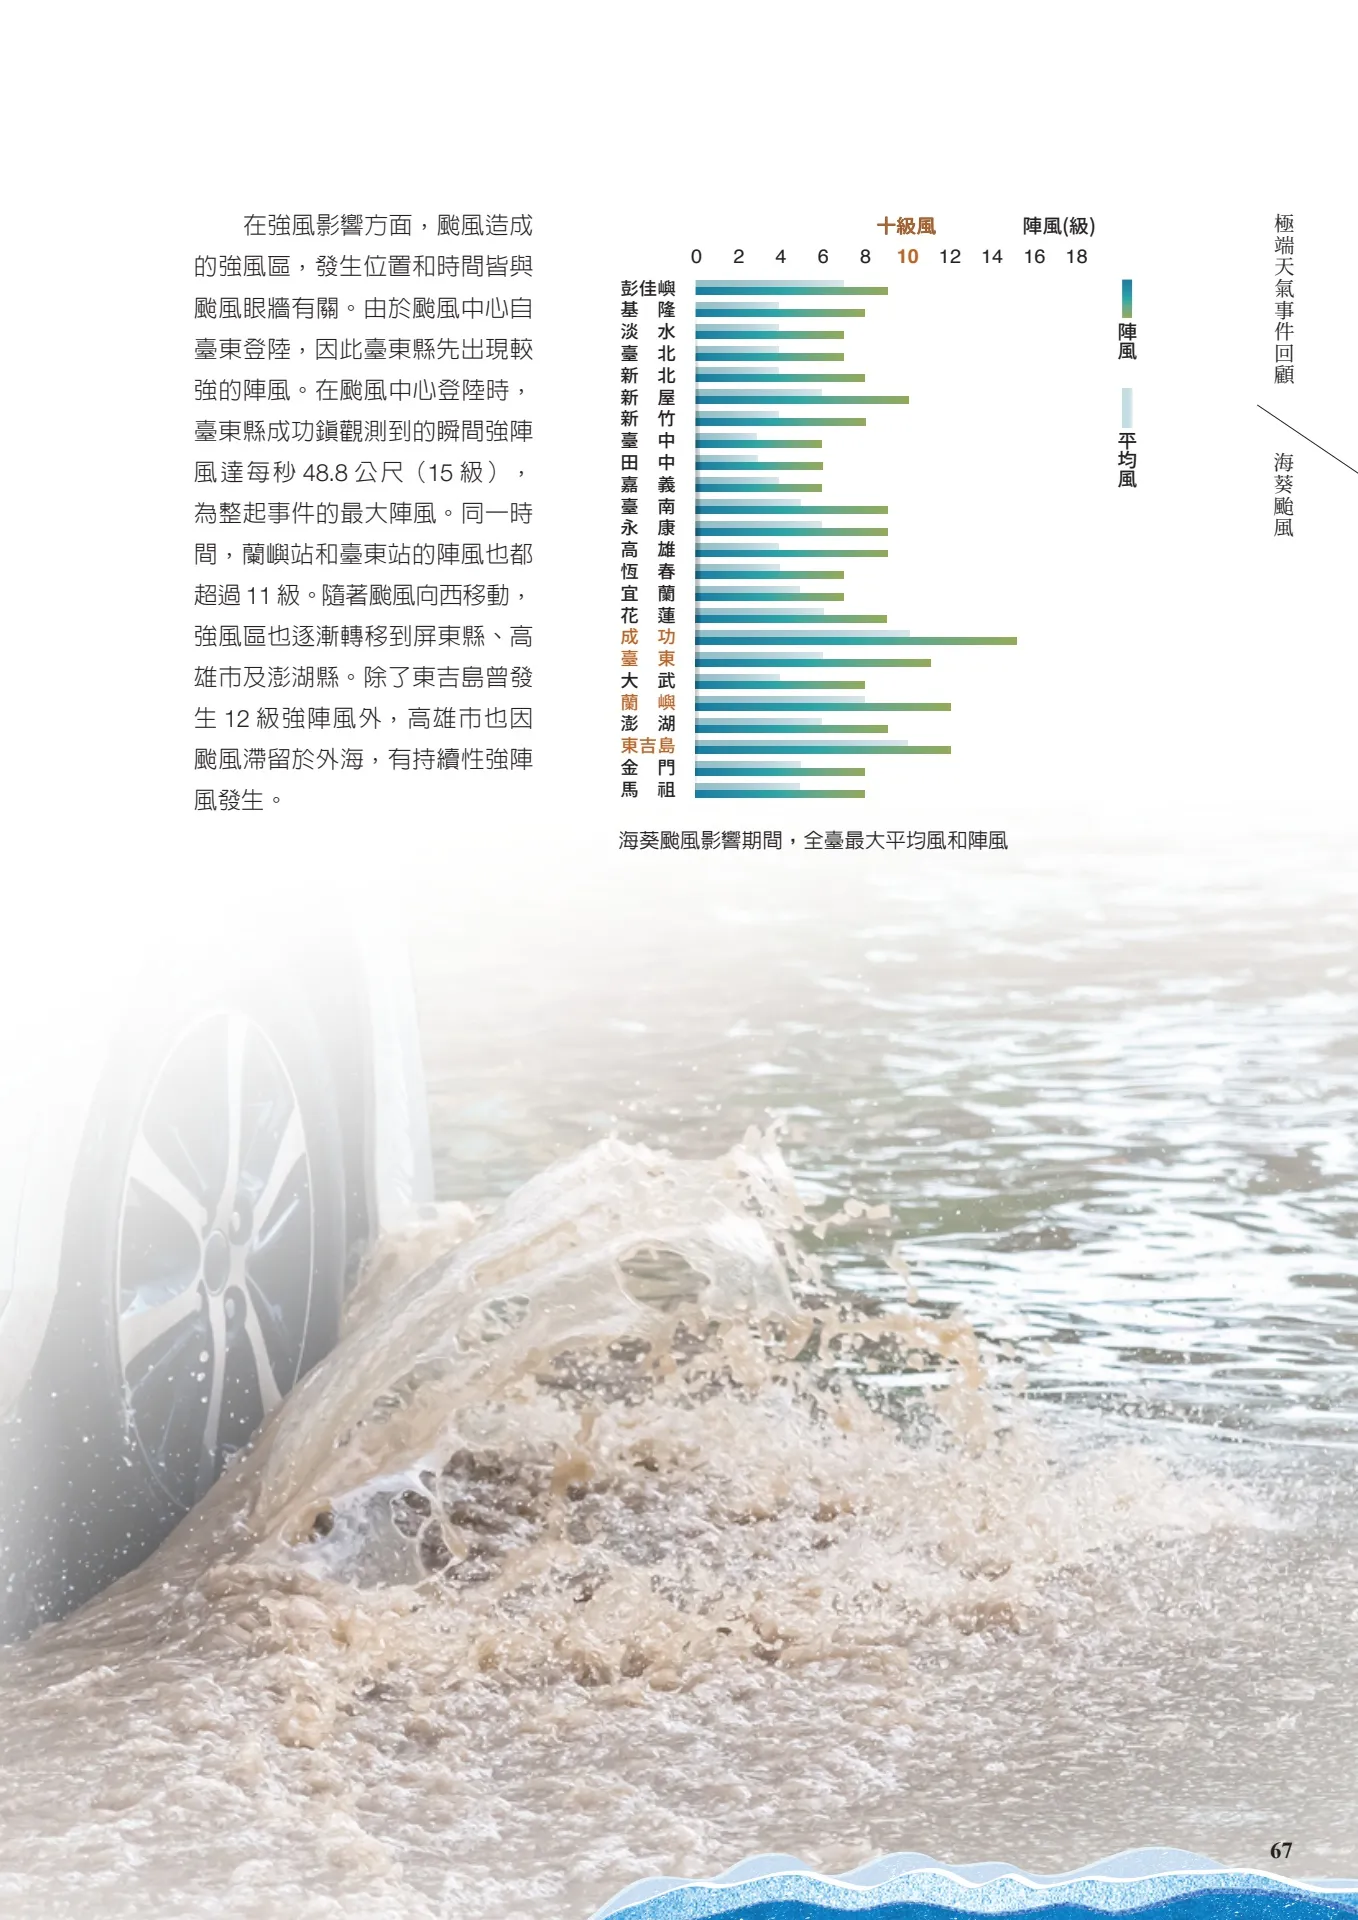 在強風影響方面，颱風造成
的強風區，發生位置和時間皆與
颱風眼牆有關。由於颱風中心自
臺東登陸，因此臺東縣先出現較
強的陣風。在颱風中心登陸時，
臺東縣成功鎮觀測到的瞬間強陣
風達每秒 48.8 公尺（15 級），
為整起事件的最大陣風。同一時
間，蘭嶼站和臺東站的陣風也都
超過 11 級。隨著颱風向西移動，
強風區也逐漸轉移到屏東縣、高
雄市及澎湖縣。除了東吉島曾發
生 12 級強陣風外，高雄市也因
颱風滯留於外海，有持續性強陣
風發生。
十級風 陣風(級)
0 2 4 6 8 10 12 14 16 18
彭佳嶼
基隆
淡水
臺北
新北
新屋
新竹
臺中
田中
嘉義
臺南
永康
高雄
恆春
宜蘭
花蓮
成功
臺東
大武
蘭嶼
澎湖
東吉島
金門
馬祖
陣風
平均風
海葵颱風影響期間，全臺最大平均風和陣風
極端天氣事件回顧
海葵颱風
67